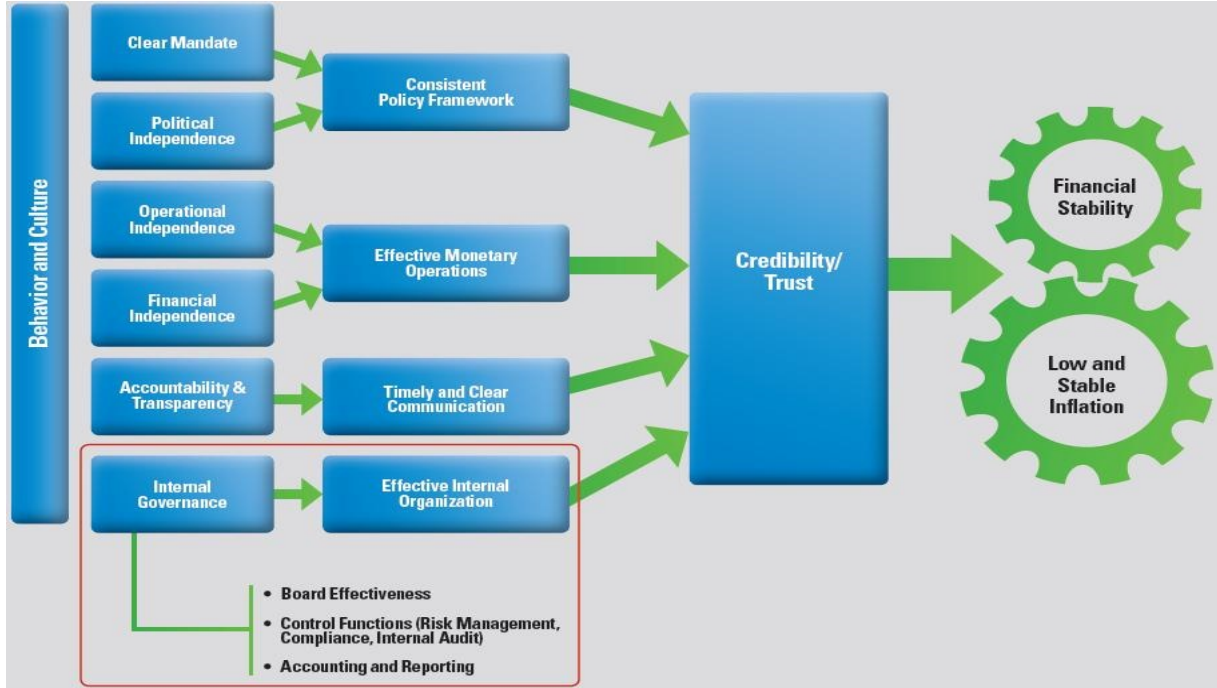 Behavior and Culture
Clear Mandate
Political
Independence
Operational
Independence
Financial
Independence
Accountability &
Transparency
Internal
Governance
Consistent
Policy Framework
Effective Monetary
Operations
Timely and Clear
Communication
Effective Internal
Organization
• Board Effectiveness
• Control Functions (Risk Management,
Compliance, Internal Audit)
• Accounting and Reporting
Credibility/
Trust
Financial
Stability
Low and
Stable
Inflation